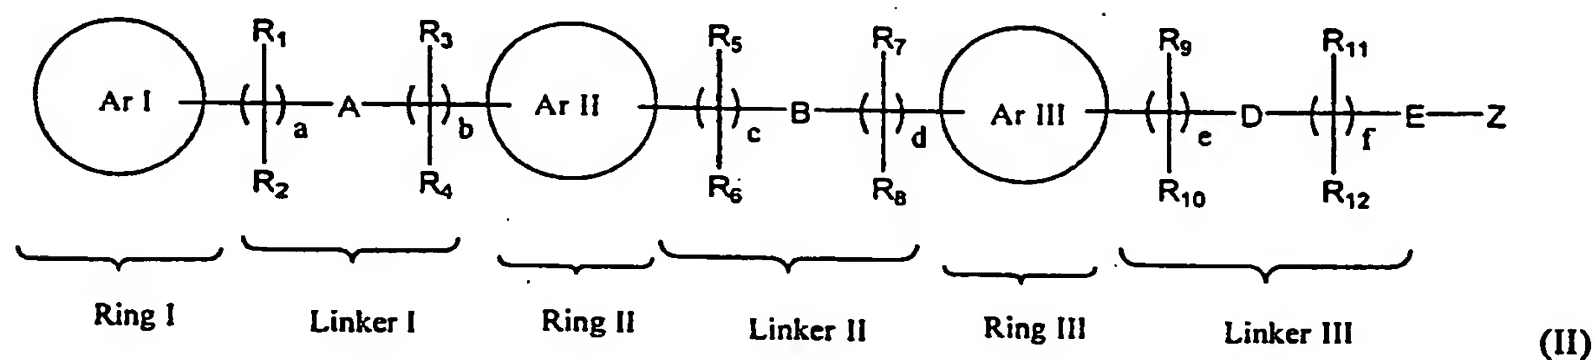 R1 R3 R5 R7 R9 R11
Ar I ( )a A ( )b Ar II ( )c B ( )d Ar III ( )e D ( )f E Z
R2 R4 R6 R8 R10 R12
Ring I Linker I Ring II Linker II Ring III Linker III
(II)